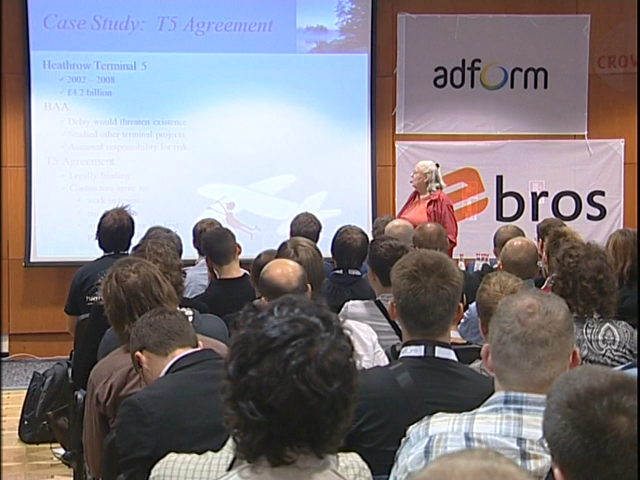 Case Study: T5 Agreement
Heathrow Terminal 5
✓ 2002 – 2008
✓ £4.2 billion
BAA
✓ Delay would threaten existence
✓ Studied other terminal projects
✓ Assumed responsibility for risk
T5 Agreement
✓ Legally
adform
CROW
bros